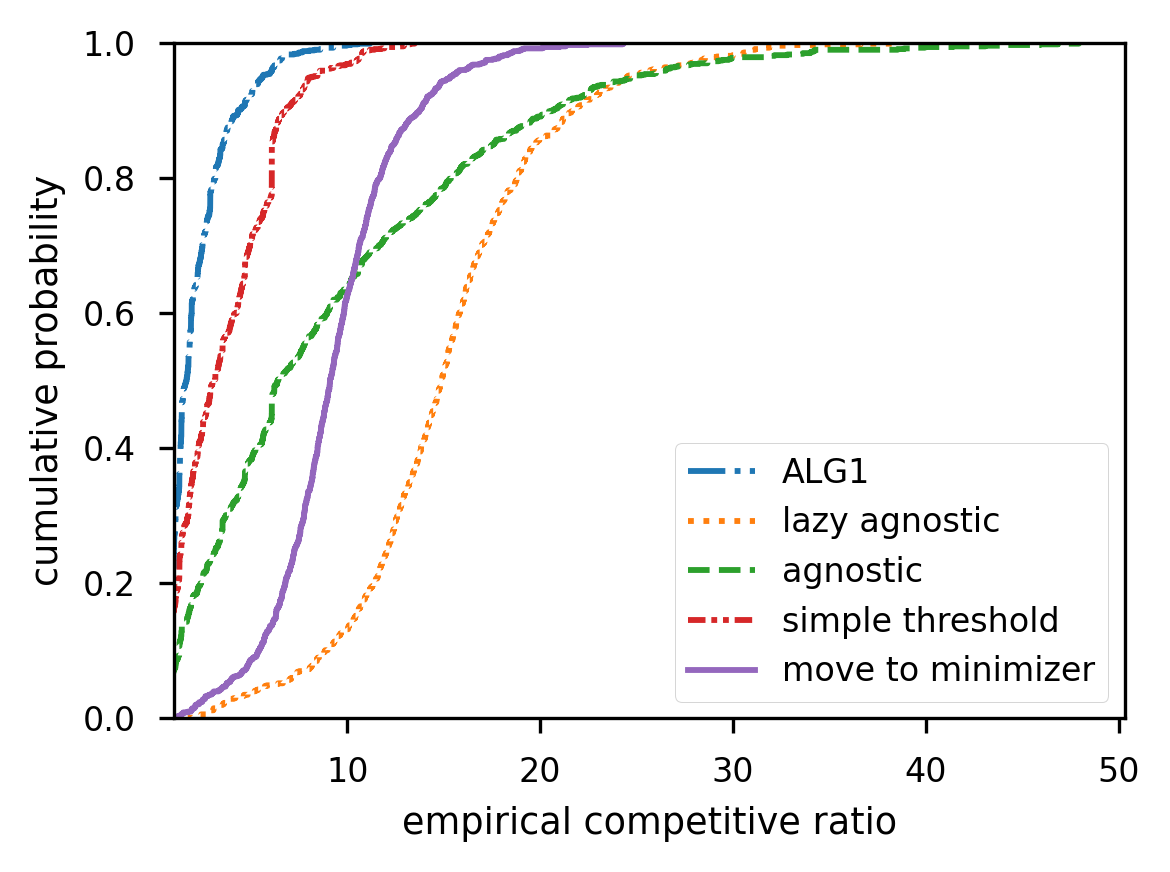 1.0
0.8
0.6
0.4
0.2
0.0
cumulative probability
10 20 30 40 50
empirical competitive ratio
ALG1
lazy agnostic
agnostic
simple threshold
move to minimizer